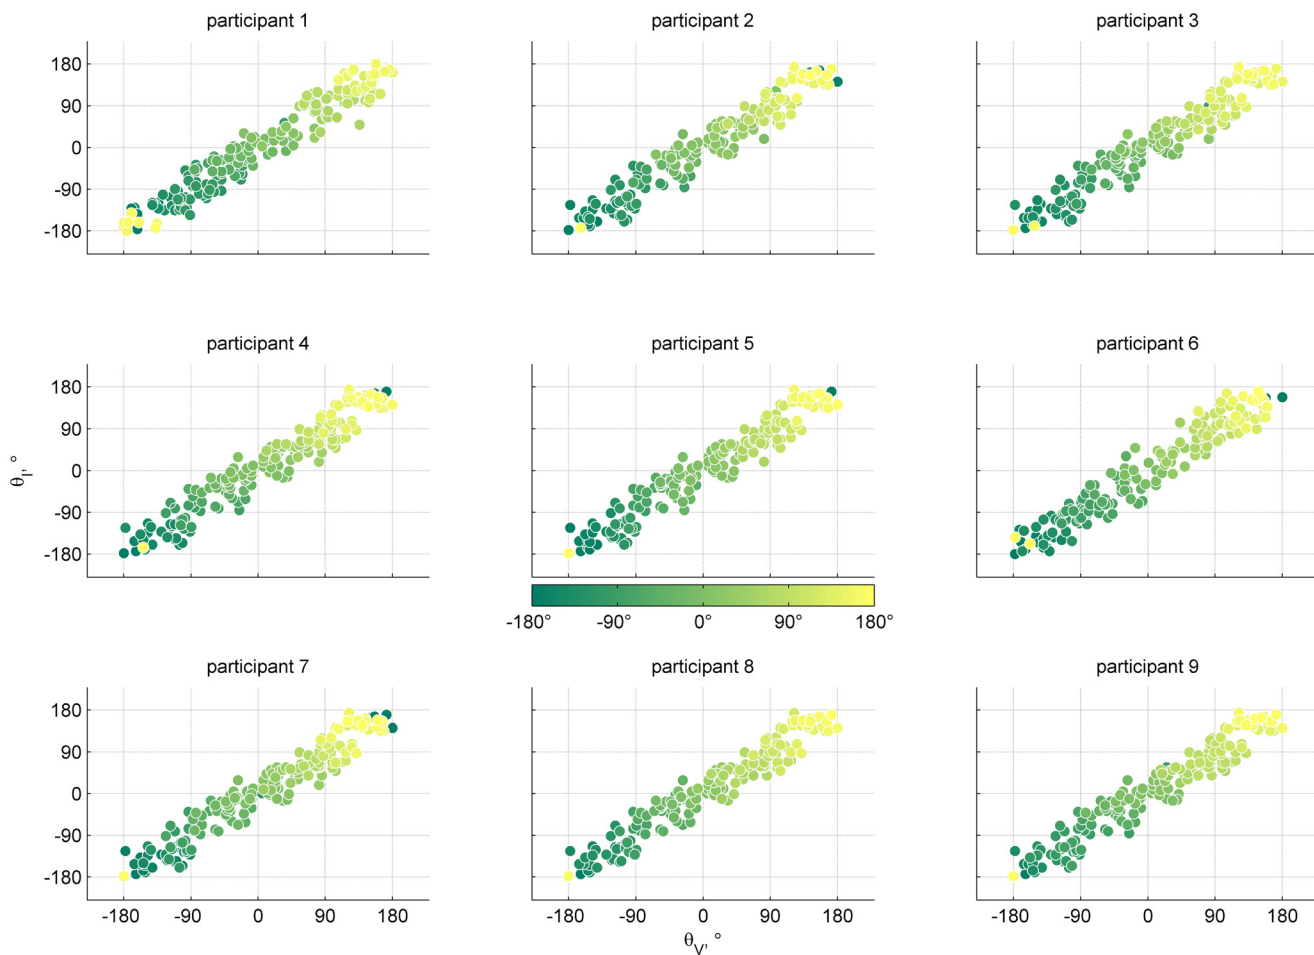 participant 1
participant 2
participant 3
180
90
0
-90
-180
participant 4
participant 5
participant 6
180
90
0
-90
-180
θI, °
-180° -90° 0° 90° 180°
participant 7
participant 8
participant 9
180
90
0
-90
-180
-180 -90 0 90 180
-180 -90 0 90 180
-180 -90 0 90 180
θV, °